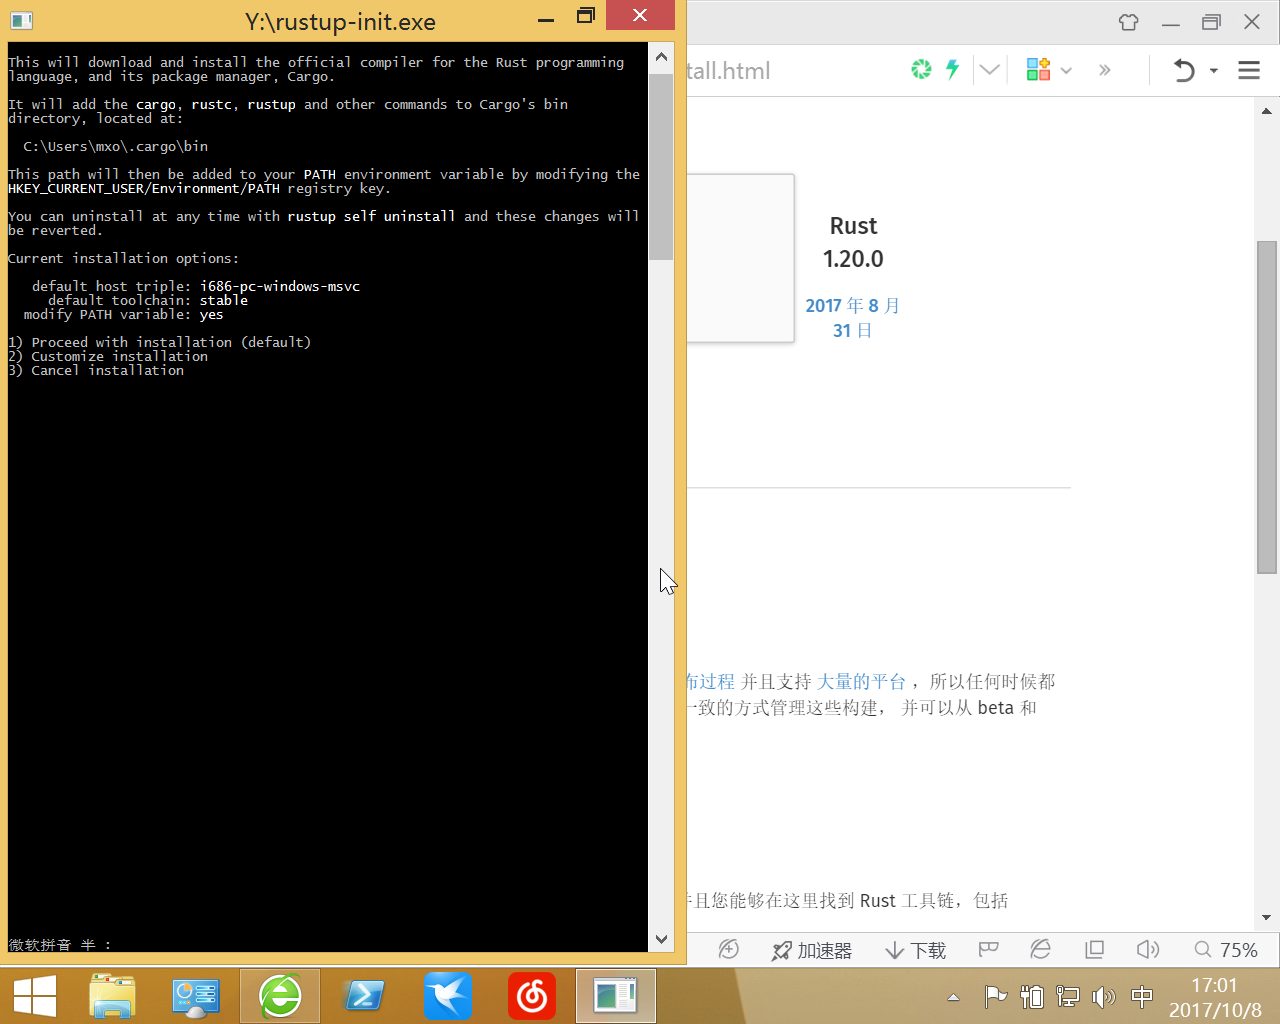 Y:\rustup-init.exe
This will download and install the official compiler for the Rust programming
language, and its package manager, Cargo.
It will add the cargo, rustc, rustup and other commands to Cargo's bin
directory, located at:
C:\Users\mxo\.cargo\bin
This path will then be added to your PATH environment variable by modifying the
HKEY_CURRENT_USER/Environment/PATH registry key.
You can uninstall at any time with rustup self uninstall and these changes will
be reverted.
Current installation options:
default host triple: i686-pc-windows-msvc
default toolchain: stable
modify PATH variable: yes
1) Proceed with installation (default)
2) Customize installation
3) Cancel installation
微软拼音 半 :
tall.html
Rust
1.20.0
2017 年 8 月
31 日
布过程 并且支持 大量的平台 ，所以任何时候都
一致的方式管理这些构建， 并可以从 beta 和
并且您能够在这里找到 Rust 工具链，包括
加速器
下载
75%
中
17:01
2017/10/8